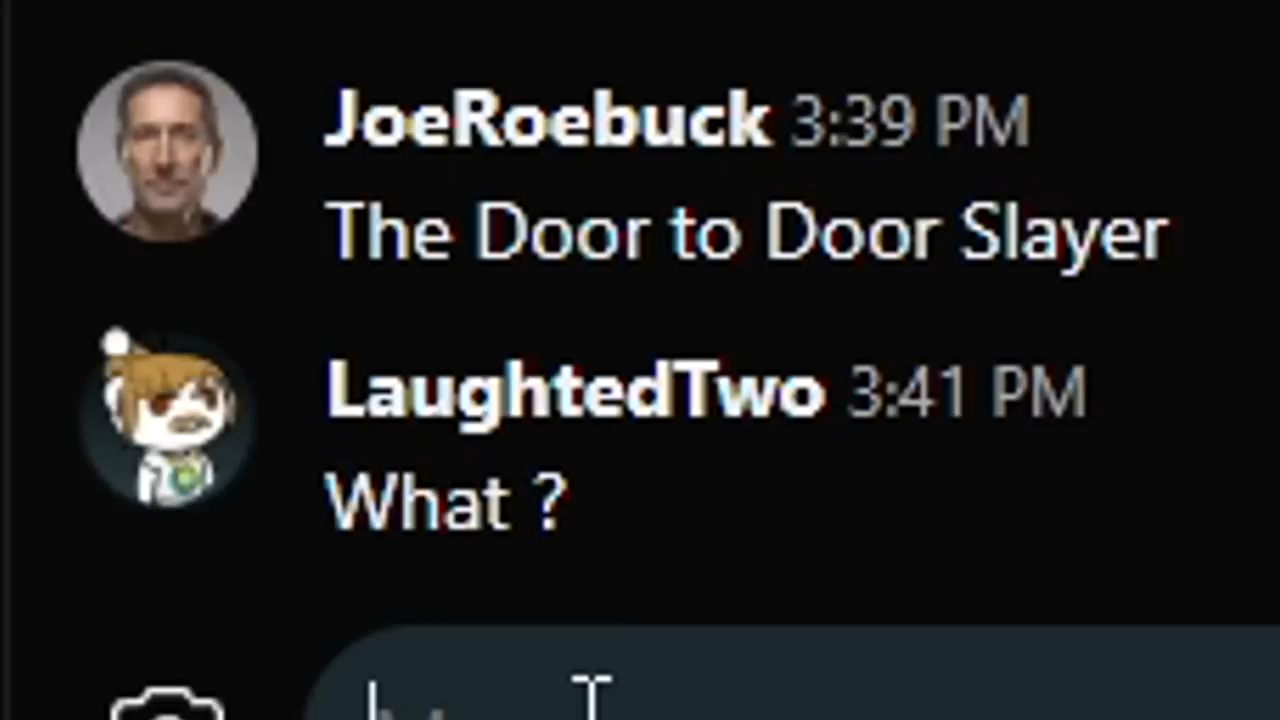 JoeRoebuck 3:39 PM
The Door to Door Slayer
LaughtedTwo 3:41 PM
What ?